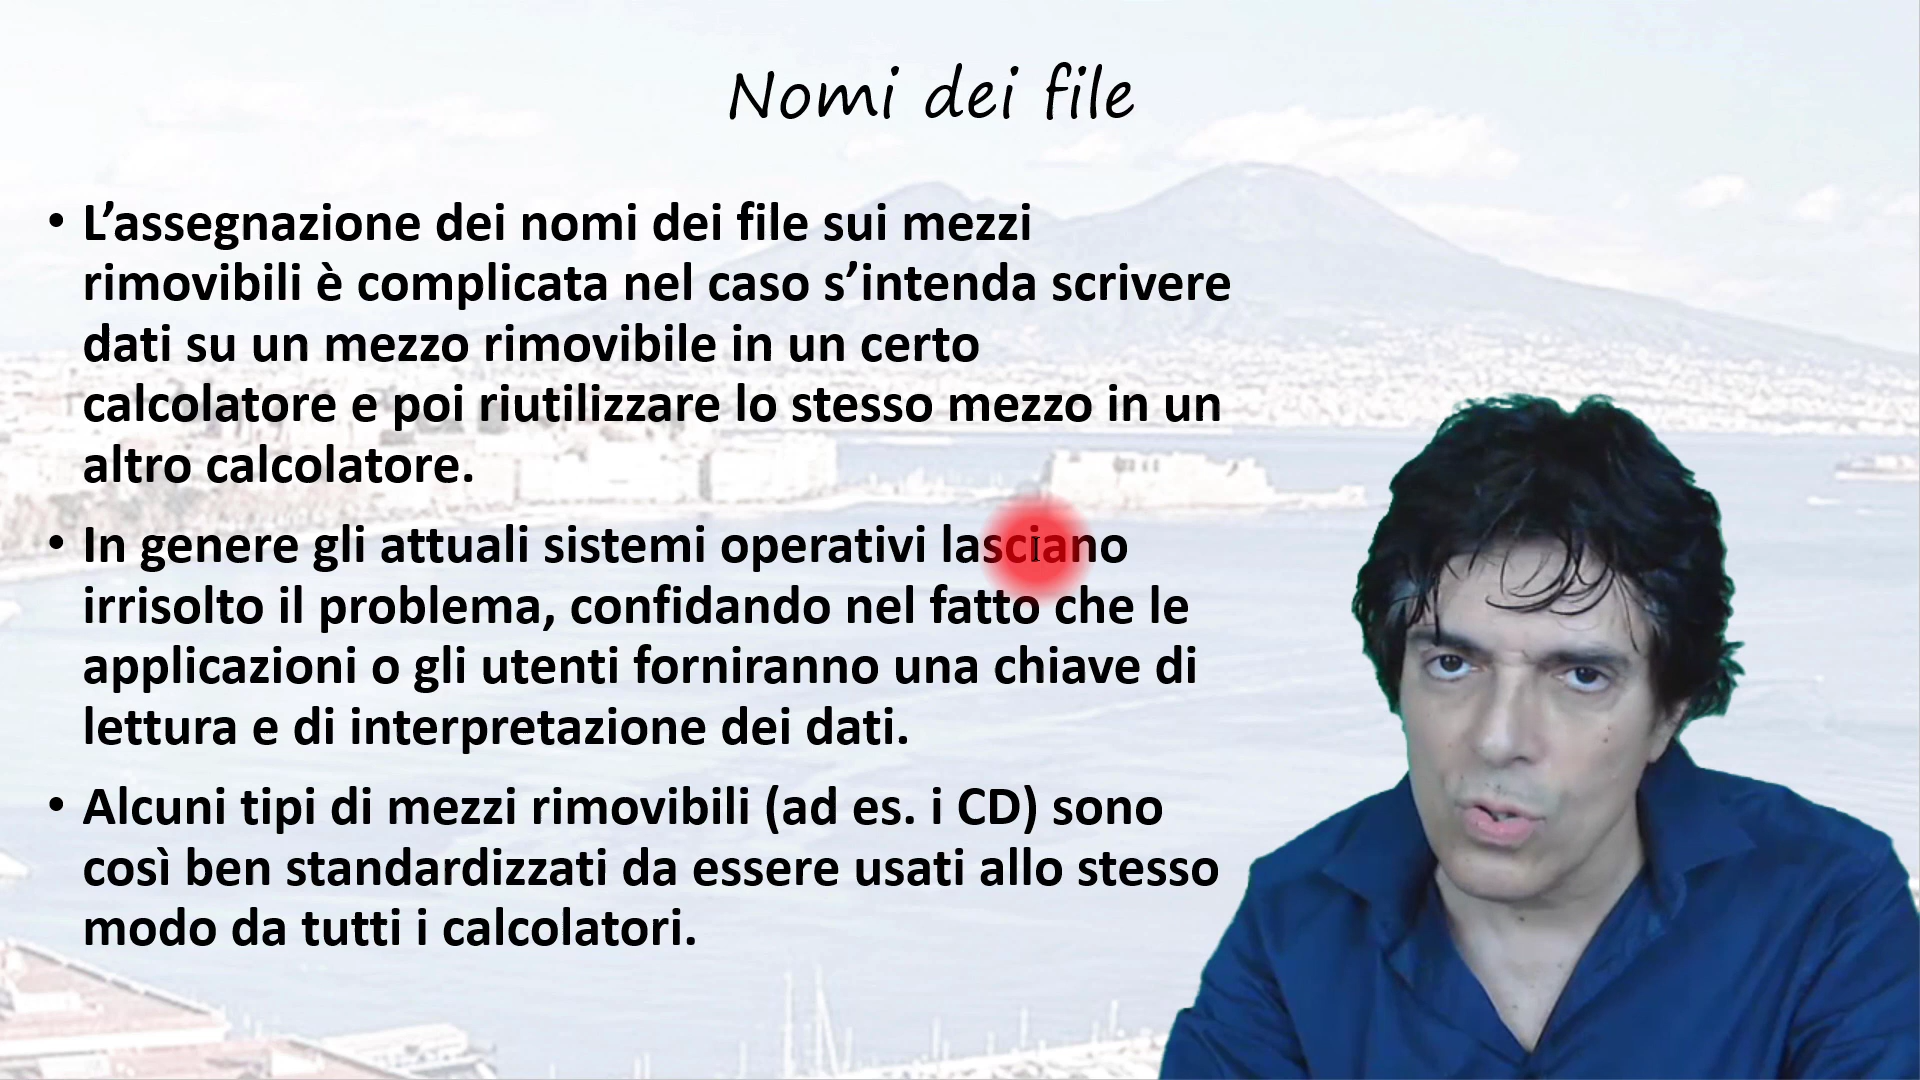 Nomi dei file
• L’assegnazione dei nomi dei file sui mezzi
rimovibili è complicata nel caso s’intenda scrivere
dati su un mezzo rimovibile in un certo
calcolatore e poi riutilizzare lo stesso mezzo in un
altro calcolatore.
• In genere gli attuali sistemi operativi lasciano
irrisolto il problema, confidando nel fatto che le
applicazioni o gli utenti forniranno una chiave di
lettura e di interpretazione dei dati.
• Alcuni tipi di mezzi rimovibili (ad es. i CD) sono
così ben standardizzati da essere usati allo stesso
modo da tutti i calcolatori.